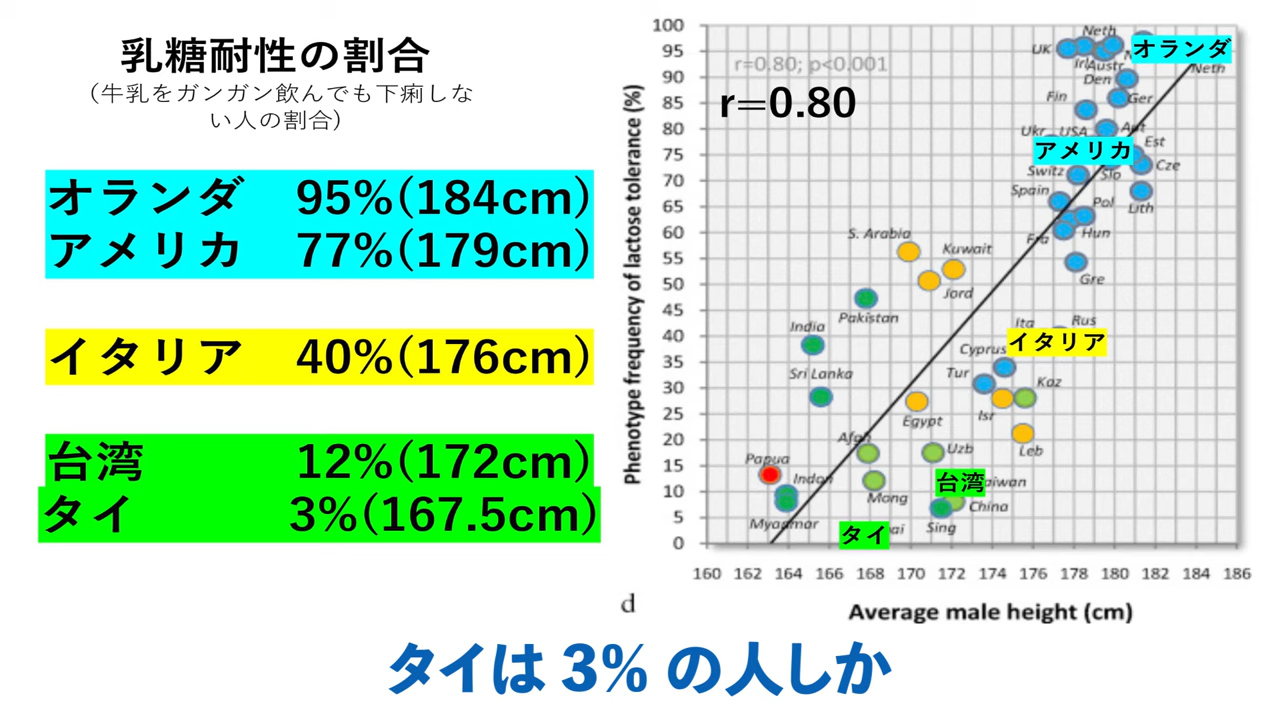 乳糖耐性の割合
(牛乳をガンガン飲んでも下痢しな
い人の割合)
オランダ 95%(184cm)
アメリカ 77%(179cm)
イタリア 40%(176cm)
台湾 12%(172cm)
タイ 3%(167.5cm)
Phenotype frequency of lactose tolerance (%)
100
95
90
85
80
75
70
65
60
55
50
45
40
35
30
25
20
15
10
5
0
r=0.80; p<0.001
r=0.80
Neth
UK
オランダ
Irl
Austr
Neth
Den
Fin
Ger
Ukr
USA
Aut
アメリカ
Est
Cze
Switz
Slo
Spain
Pol
Lith
Fra
Hun
S. Arabia
Kuwait
Gre
Jord
Pakistan
India
Ita
Rus
イタリア
Cyprus
Sri Lanka
Tur
Kaz
Egypt
Isr
Afgh
Uzb
Leb
Papua
Indon
Mong
台湾
aiwan
China
Myanmar
タイ
ai
Sing
160 162 164 166 168 170 172 174 176 178 180 182 184 186
Average male height (cm)
d
タイは 3% の人しか